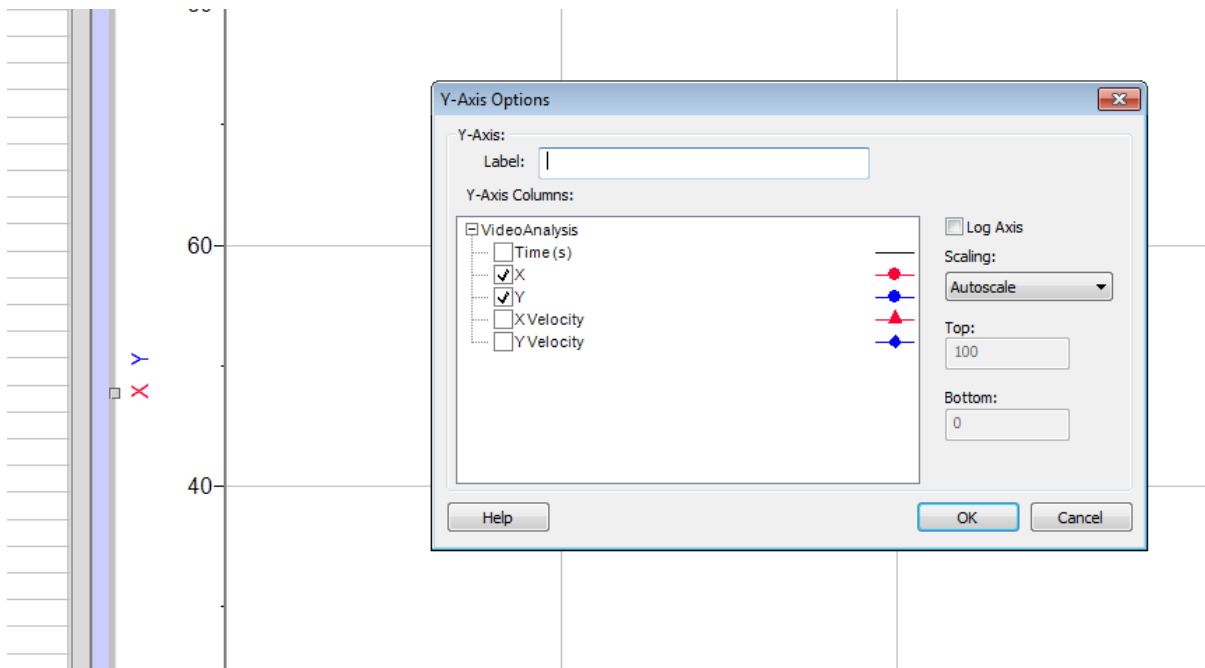 Y-Axis Options
Y-Axis:
Label:
Y-Axis Columns:
VideoAnalysis
Time(s)
X
Y
X Velocity
Y Velocity
Log Axis
Scaling:
Autoscale
Top:
100
Bottom:
0
Help
OK
Cancel
60
40
X Y